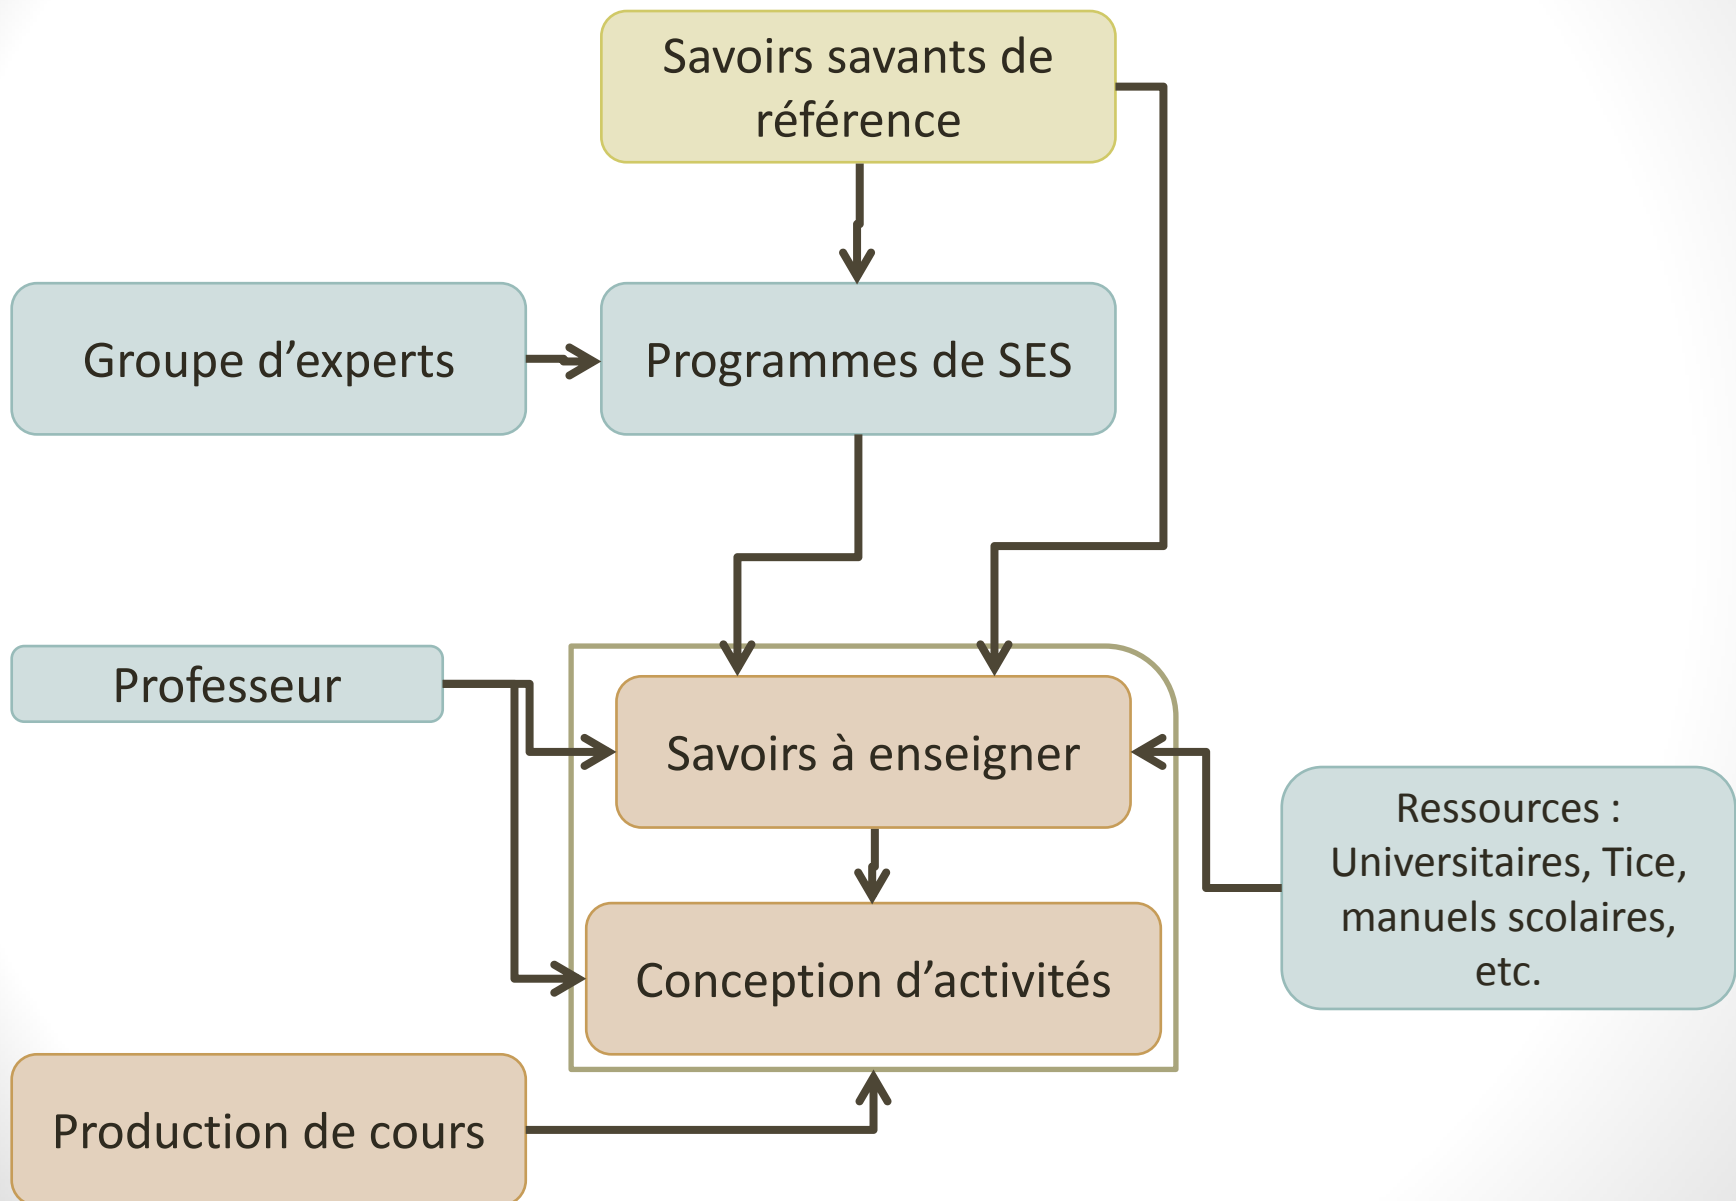 Savoirs savants de
référence
Groupe d’experts
Programmes de SES
Professeur
Savoirs à enseigner
Ressources :
Universitaires, Tice,
manuels scolaires,
etc.
Conception d’activités
Production de cours